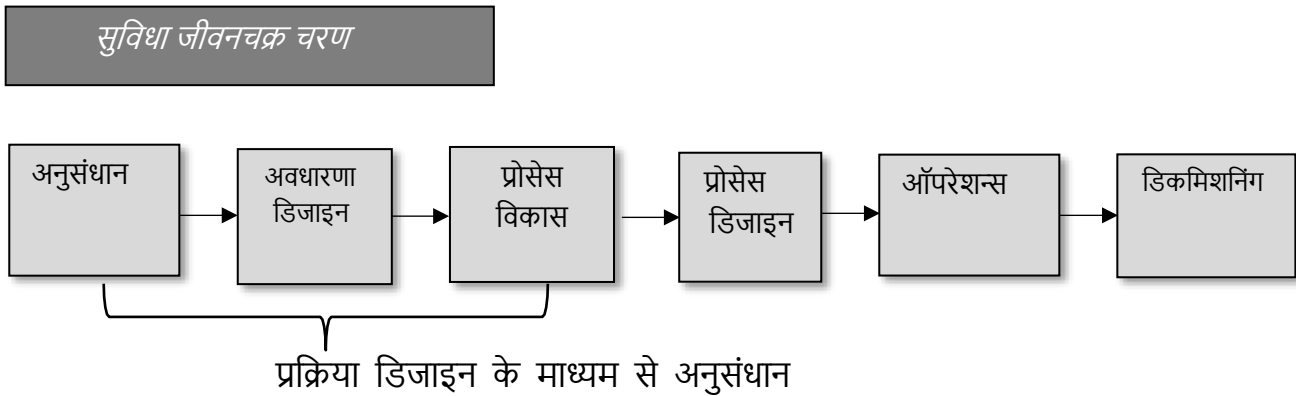 सुविधा जीवनचक्र चरण
अनुसंधान
अवधारणा
डिजाइन
प्रोसेस
विकास
प्रोसेस
डिजाइन
ऑपरेशन्स
डिकमिशनिंग
प्रक्रिया डिजाइन के माध्यम से अनुसंधान